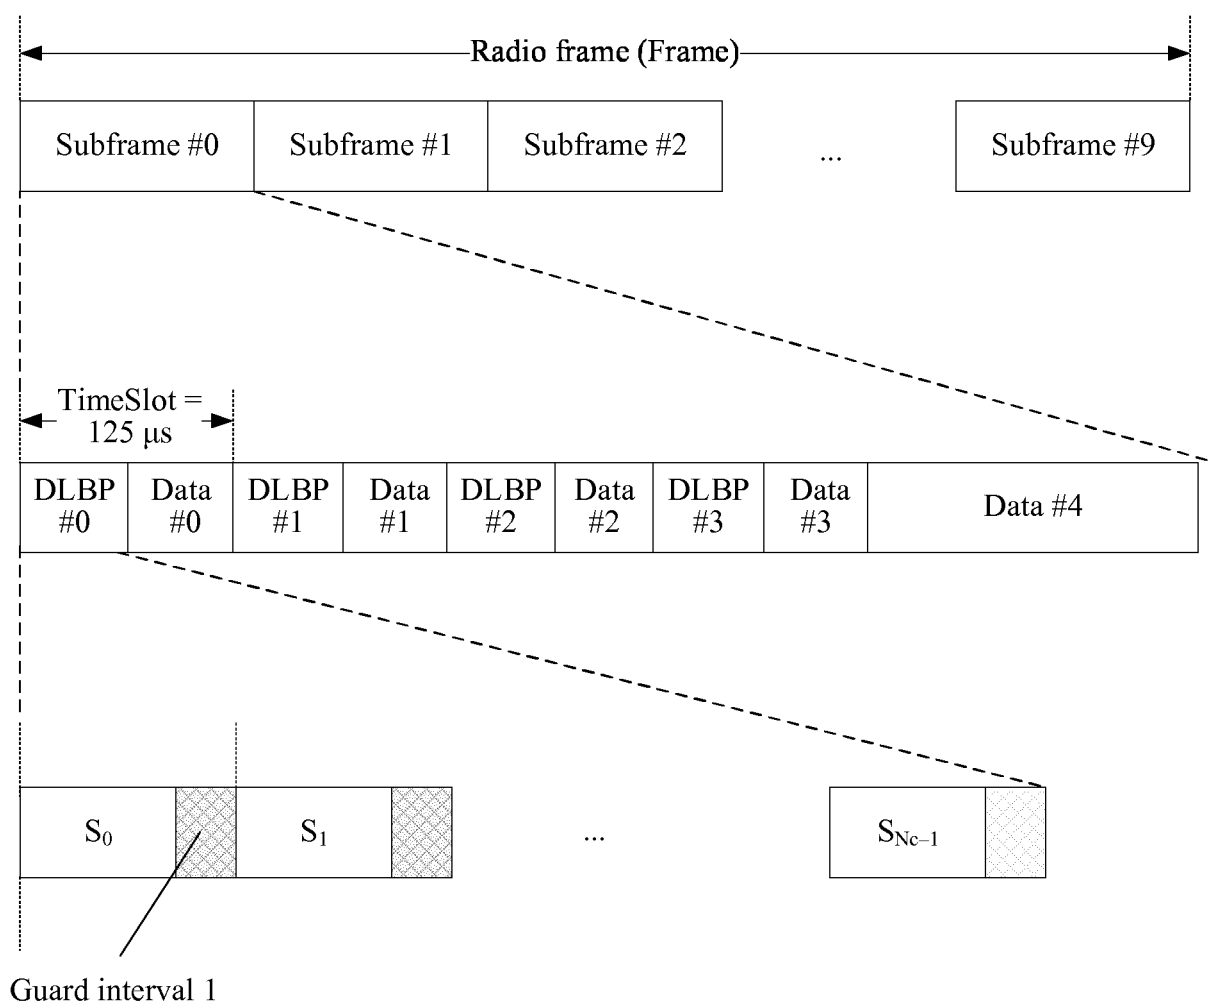 Radio frame (Frame)
Subframe #0 Subframe #1 Subframe #2 ... Subframe #9
TimeSlot =
125 μs
DLBP Data DLBP Data DLBP Data DLBP Data Data #4
#0 #0 #1 #1 #2 #2 #3 #3
S0 S1 ... SNc–1
Guard interval 1